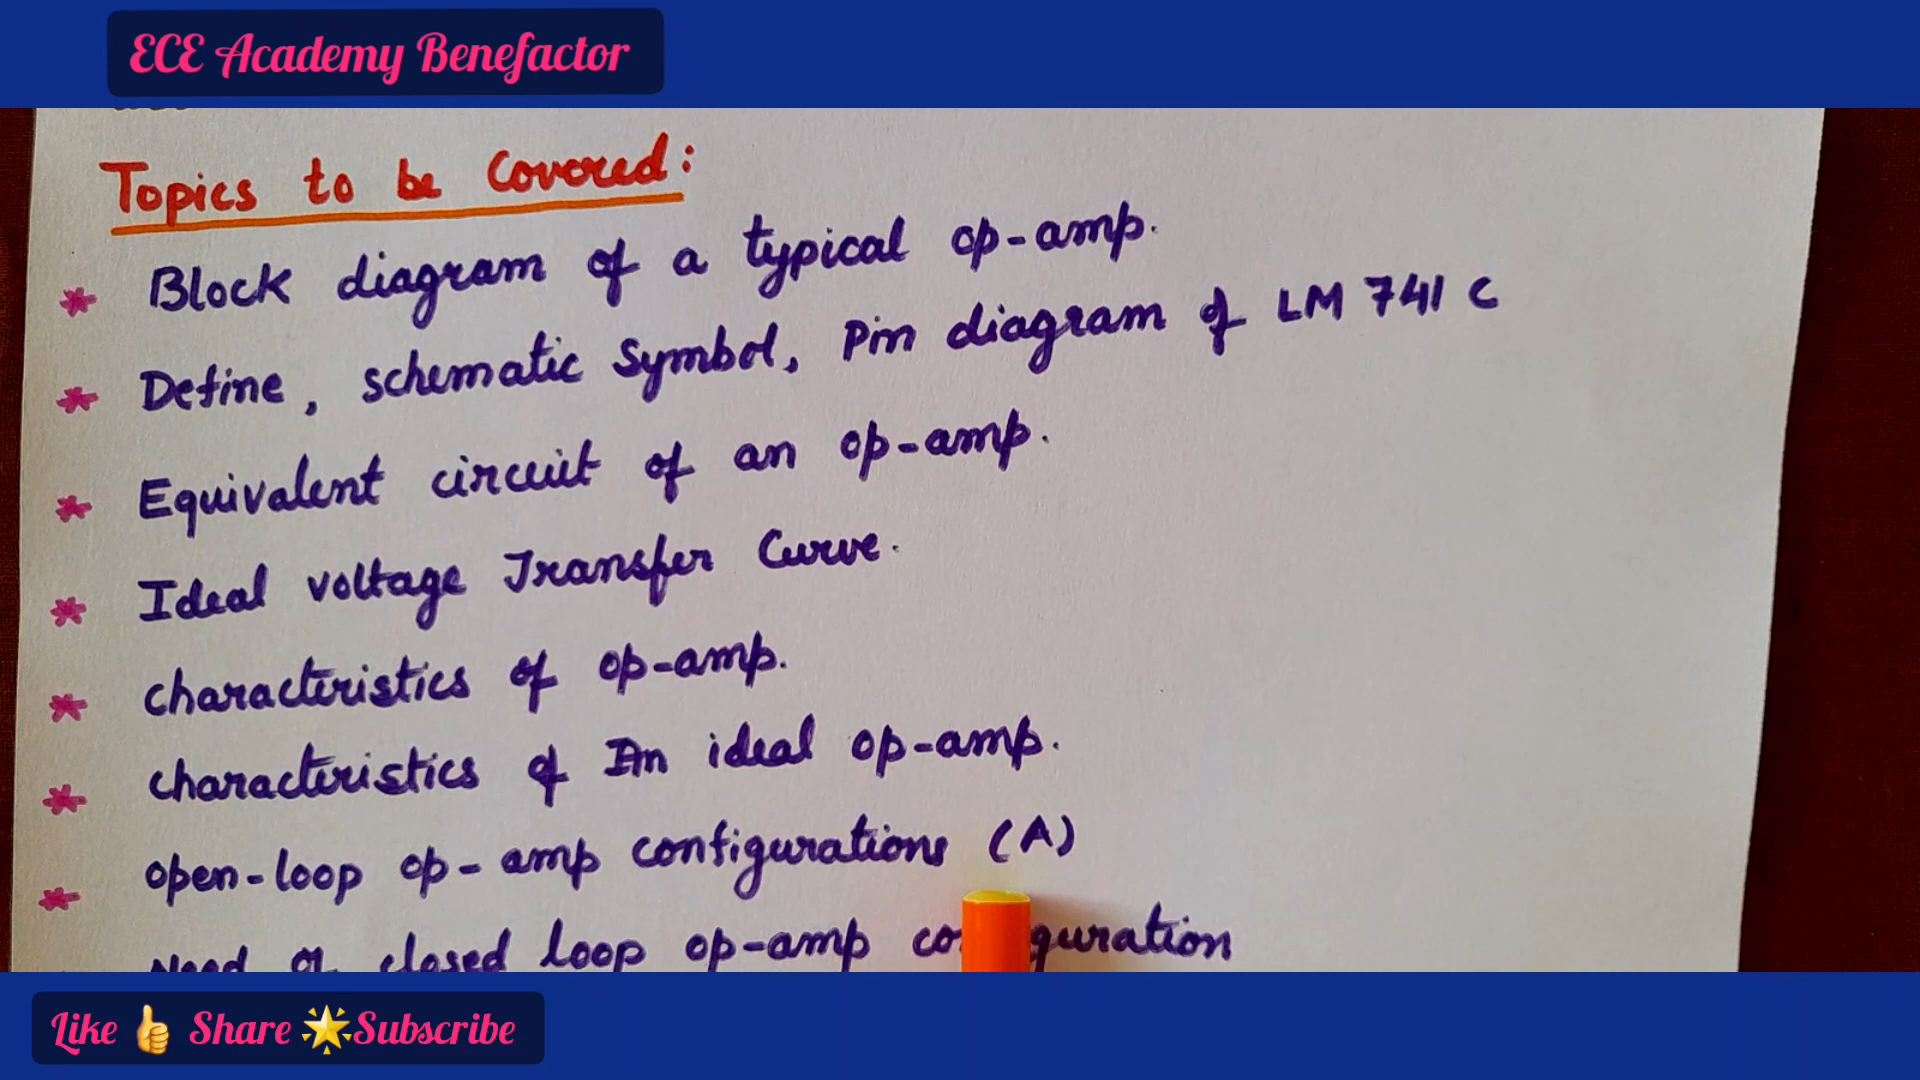 ECE Academy Benefactor
Topics to be Covered:
* Block diagram of a typical op-amp.
* Define, schematic Symbol, Pin diagram of LM 741 C
* Equivalent circuit of an op-amp.
* Ideal voltage Transfer Curve.
* characteristics of op-amp.
* characteristics of An ideal op-amp.
* open-loop op-amp configurations (A)
Need of closed loop op-amp
Like 👍 Share 🌟Subscribe